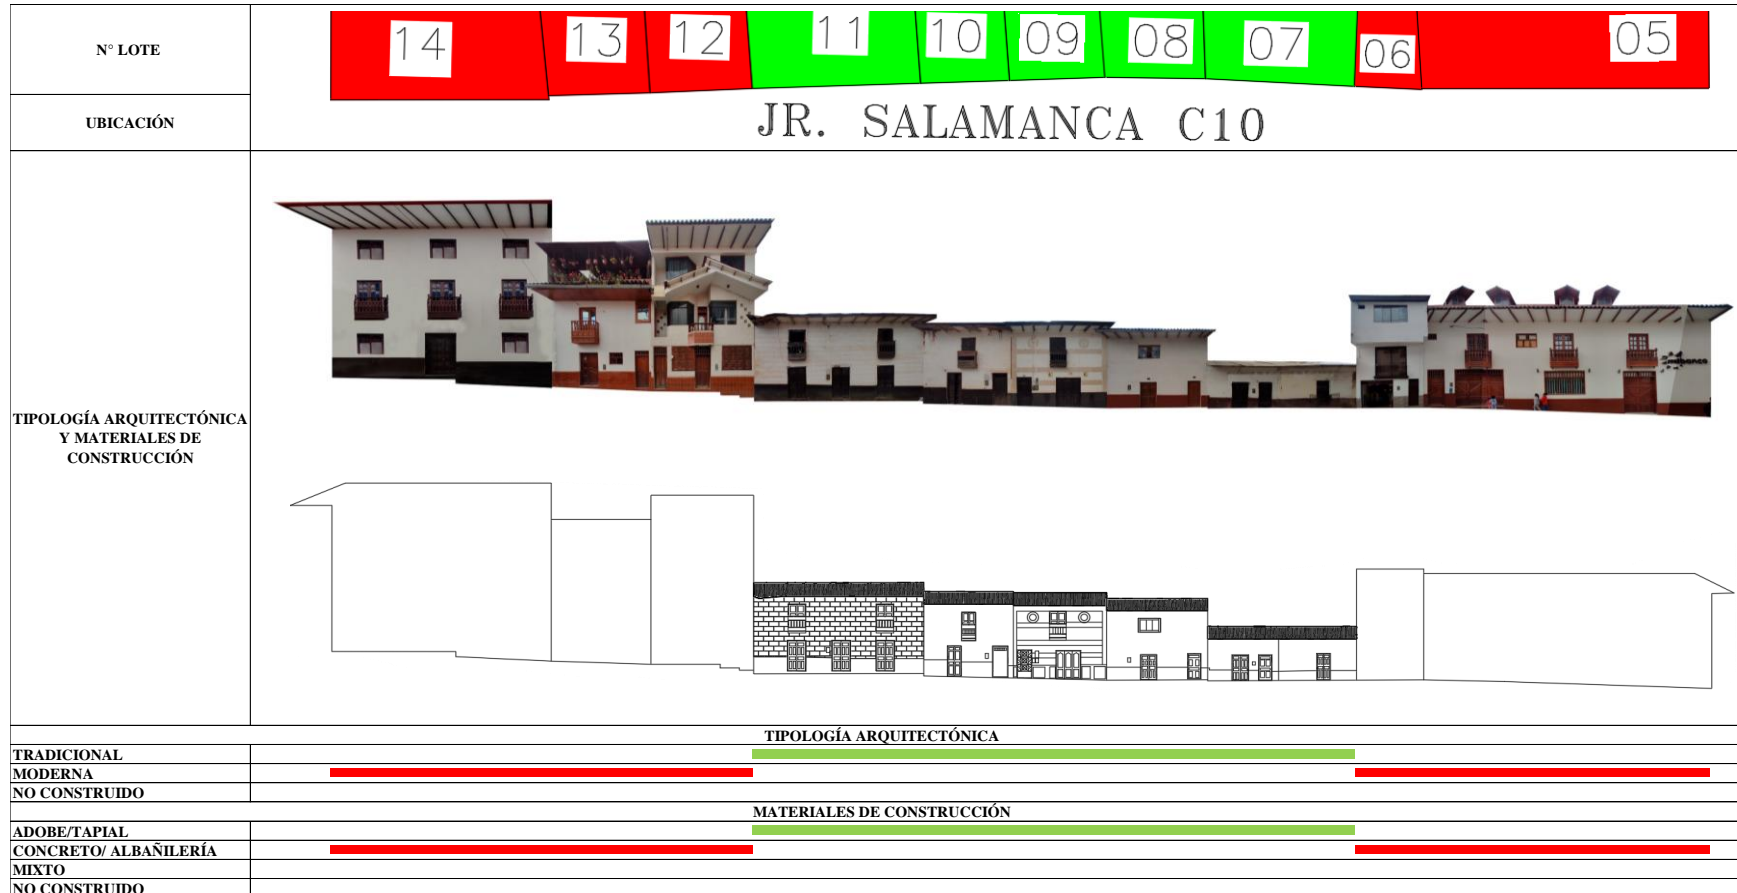 N° LOTE
14 13 12 11 10 09 08 07 06 05
UBICACIÓN
JR. SALAMANCA C10
TIPOLOGÍA ARQUITECTÓNICA
Y MATERIALES DE
CONSTRUCCIÓN
TIPOLOGÍA ARQUITECTÓNICA
TRADICIONAL
MODERNA
NO CONSTRUIDO
MATERIALES DE CONSTRUCCIÓN
ADOBE/TAPIAL
CONCRETO/ ALBAÑILERÍA
MIXTO
NO CONSTRUIDO